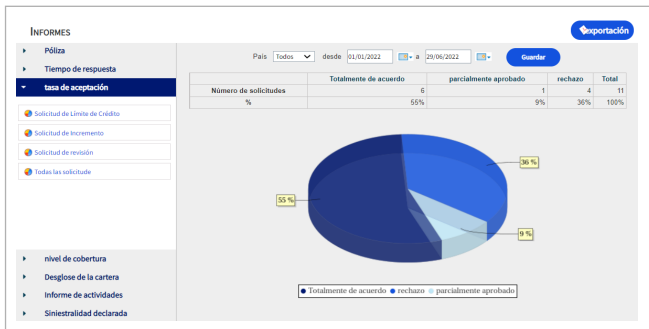 INFORMES
Exportación
Póliza
Tiempo de respuesta
tasa de aceptación
Solicitud de Límite de Crédito
Solicitud de Incremento
Solicitud de revisión
Todas las solicitude
nivel de cobertura
Desglose de la cartera
Informe de actividades
Siniestralidad declarada
País Todos desde 01/01/2022 a 29/06/2022 Guardar
Totalmente de acuerdo parcialmente aprobado rechazo Total
Número de solicitudes 6 1 4 11
% 55% 9% 36% 100%
36 %
55 %
9 %
Totalmente de acuerdo rechazo parcialmente aprobado